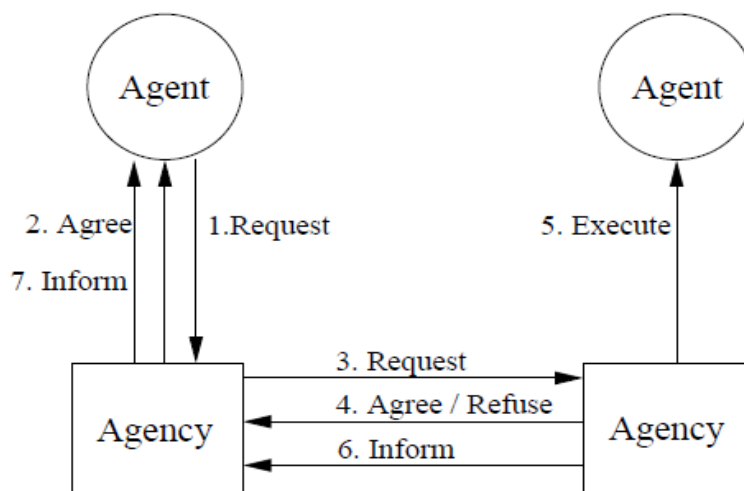 Agent
Agent
2. Agree
1.Request
5. Execute
7. Inform
3. Request
4. Agree / Refuse
Agency
Agency
6. Inform